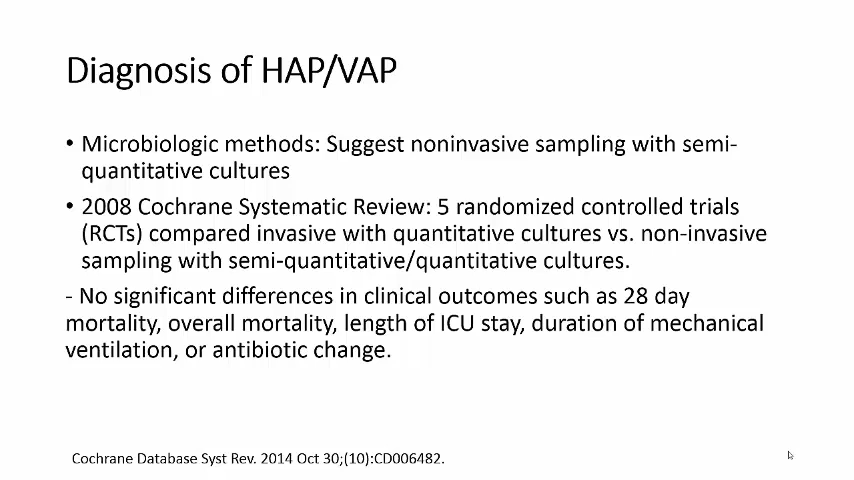 Diagnosis of HAP/VAP
• Microbiologic methods: Suggest noninvasive sampling with semi-
quantitative cultures
• 2008 Cochrane Systematic Review: 5 randomized controlled trials
(RCTs) compared invasive with quantitative cultures vs. non-invasive
sampling with semi-quantitative/quantitative cultures.
- No significant differences in clinical outcomes such as 28 day
mortality, overall mortality, length of ICU stay, duration of mechanical
ventilation, or antibiotic change.
Cochrane Database Syst Rev. 2014 Oct 30;(10):CD006482.